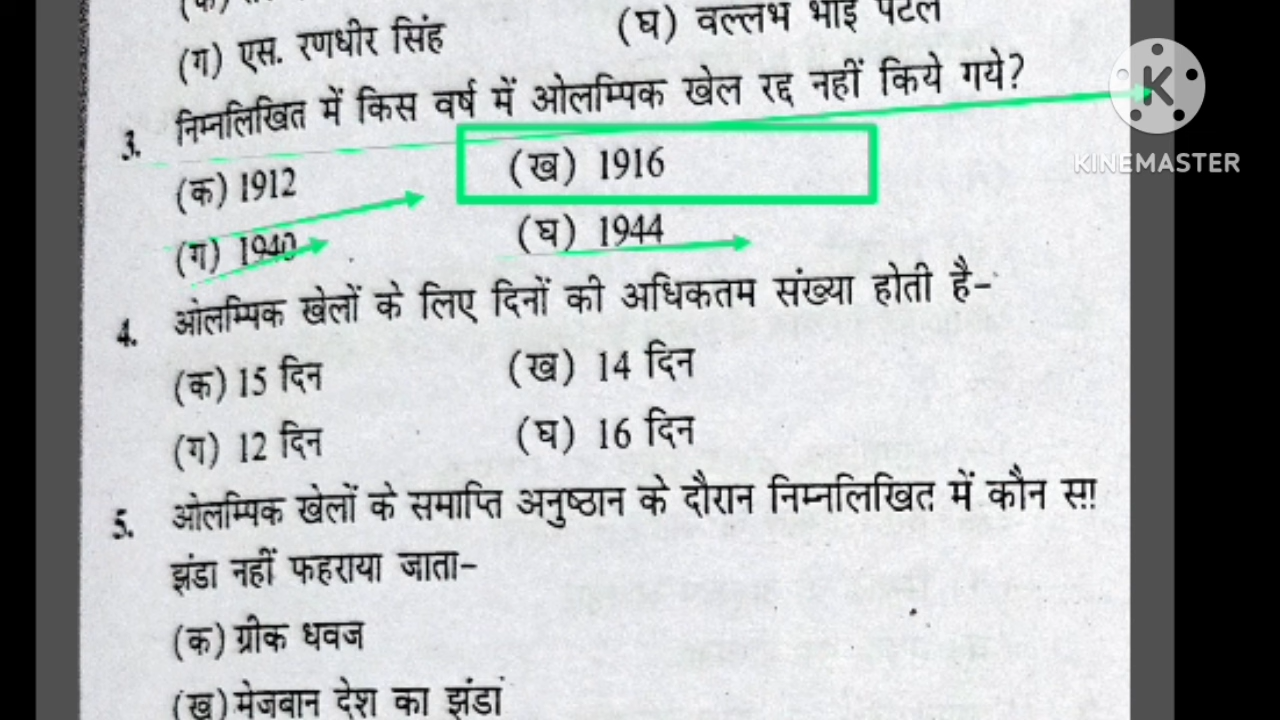 (ग) एस. रणधीर सिंह (घ) वल्लभ भाई पटेल
3. निम्नलिखित में किस वर्ष में ओलम्पिक खेल रद्द नहीं किये गये?
(क) 1912 (ख) 1916
(ग) 1940 (घ) 1944
4. ओलम्पिक खेलों के लिए दिनों की अधिकतम संख्या होती है-
(क) 15 दिन (ख) 14 दिन
(ग) 12 दिन (घ) 16 दिन
5. ओलम्पिक खेलों के समाप्ति अनुष्ठान के दौरान निम्नलिखित में कौन सा
झंडा नहीं फहराया जाता-
(क) ग्रीक धवज
(ख) मेजबान देश का झंडा
K
KINEMASTER